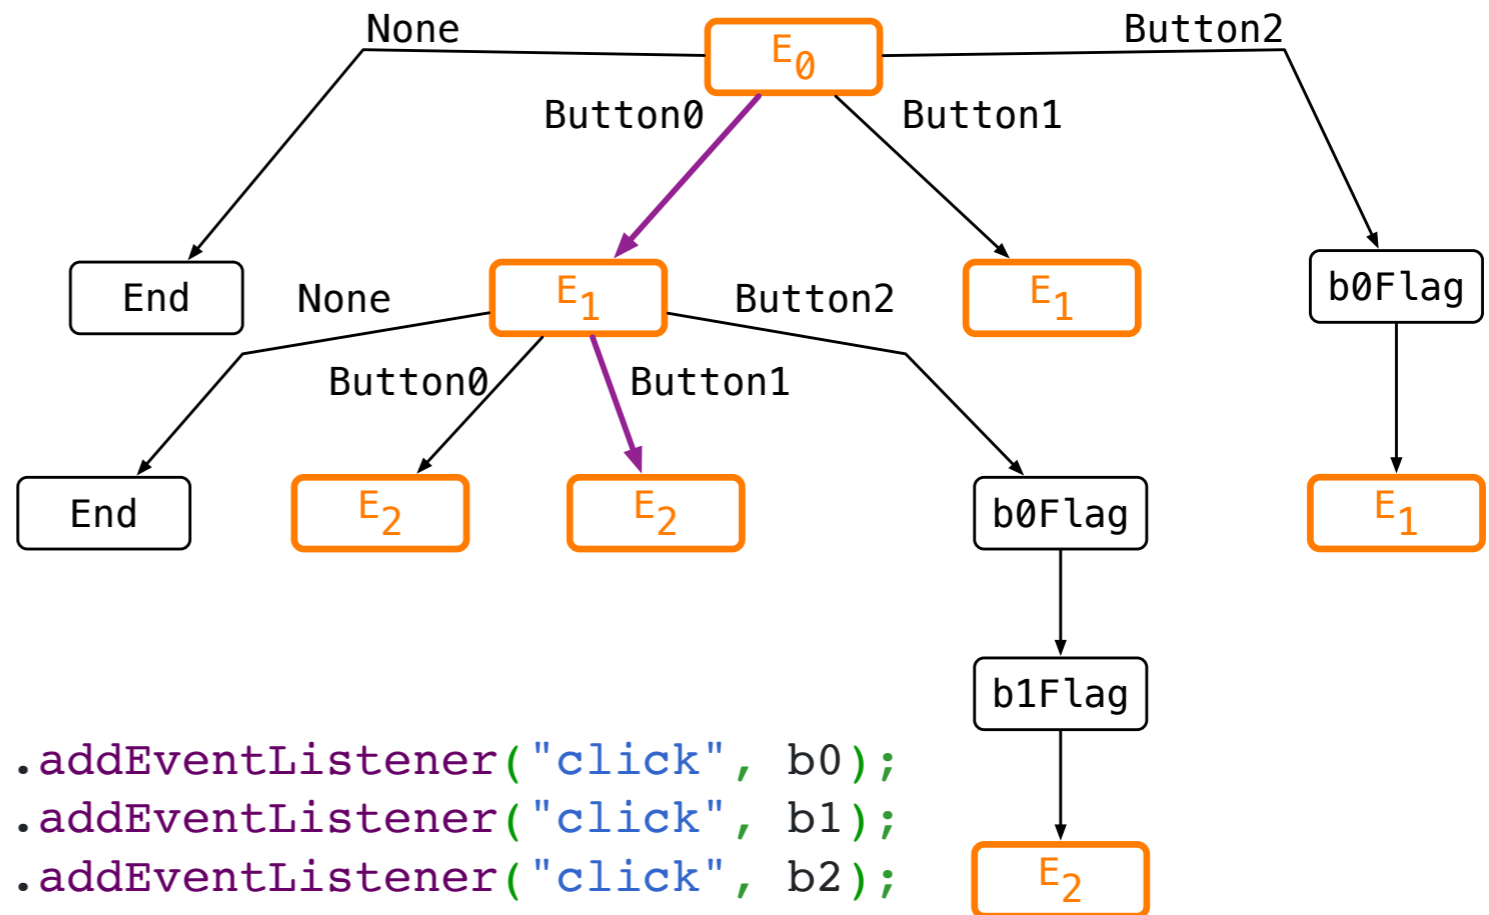 None
E0
Button2
Button0
Button1
End
None
E1
Button2
E1
b0Flag
Button0
Button1
End
E2
E2
b0Flag
E1
b1Flag
.addEventListener("click", b0);
.addEventListener("click", b1);
.addEventListener("click", b2);
E2